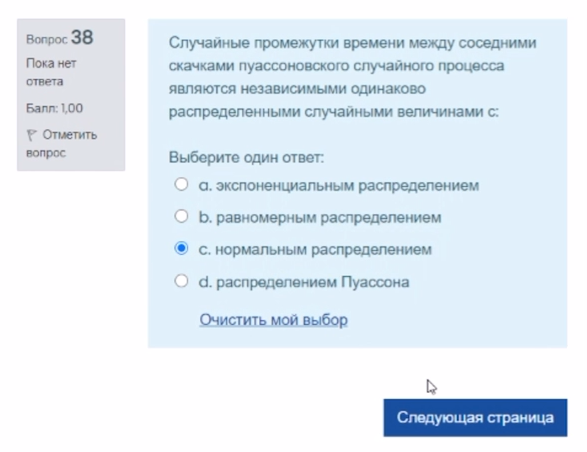 Вопрос 38
Пока нет
ответа
Балл: 1,00
Отметить
вопрос
Случайные промежутки времени между соседними
скачками пуассоновского случайного процесса
являются независимыми одинаково
распределенными случайными величинами с:
Выберите один ответ:
a. экспоненциальным распределением
b. равномерным распределением
c. нормальным распределением
d. распределением Пуассона
Очистить мой выбор
Следующая страница